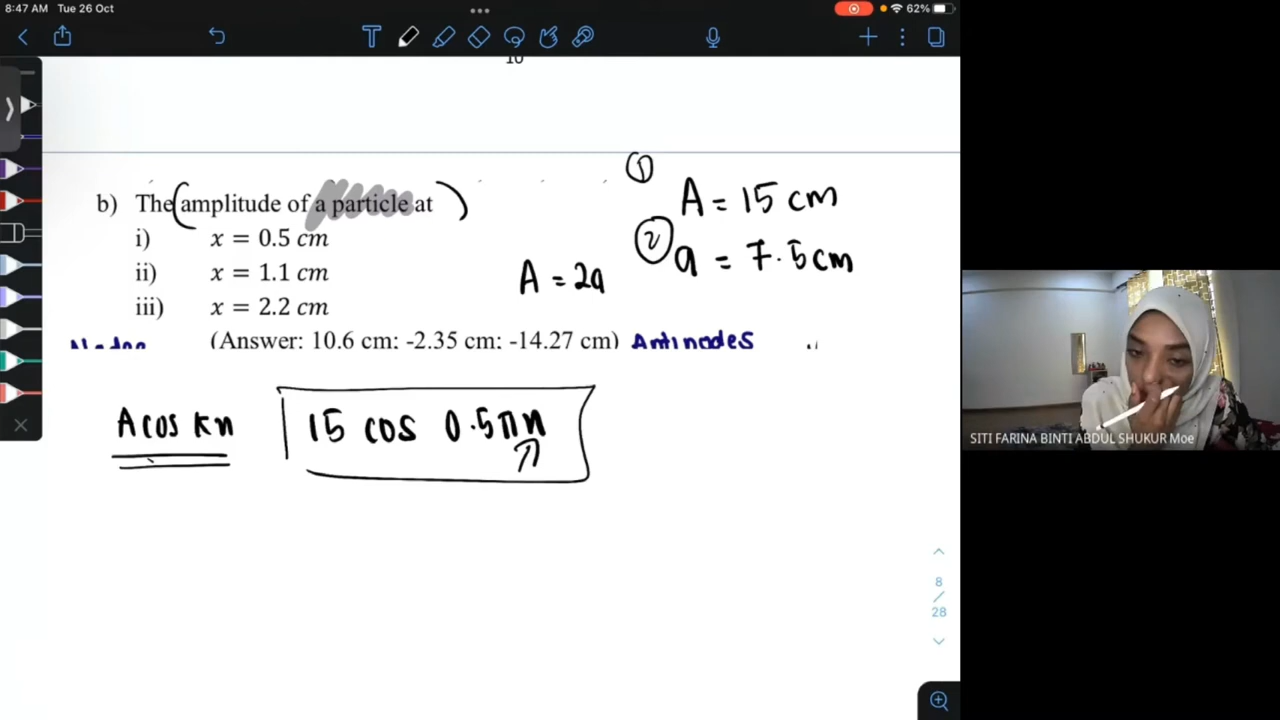 8:47 AM Tue 26 Oct
62%
10
b) The (amplitude of a particle at)
i) x = 0.5 cm
ii) x = 1.1 cm
iii) x = 2.2 cm
(Answer: 10.6 cm; -2.35 cm; -14.27 cm) Antinodes
① A = 15 cm
② a = 7.5cm
A = 2a
A cos kx
15 cos 0.5πx
SITI FARINA BINTI ABDUL SHUKUR Moe
8
/
28